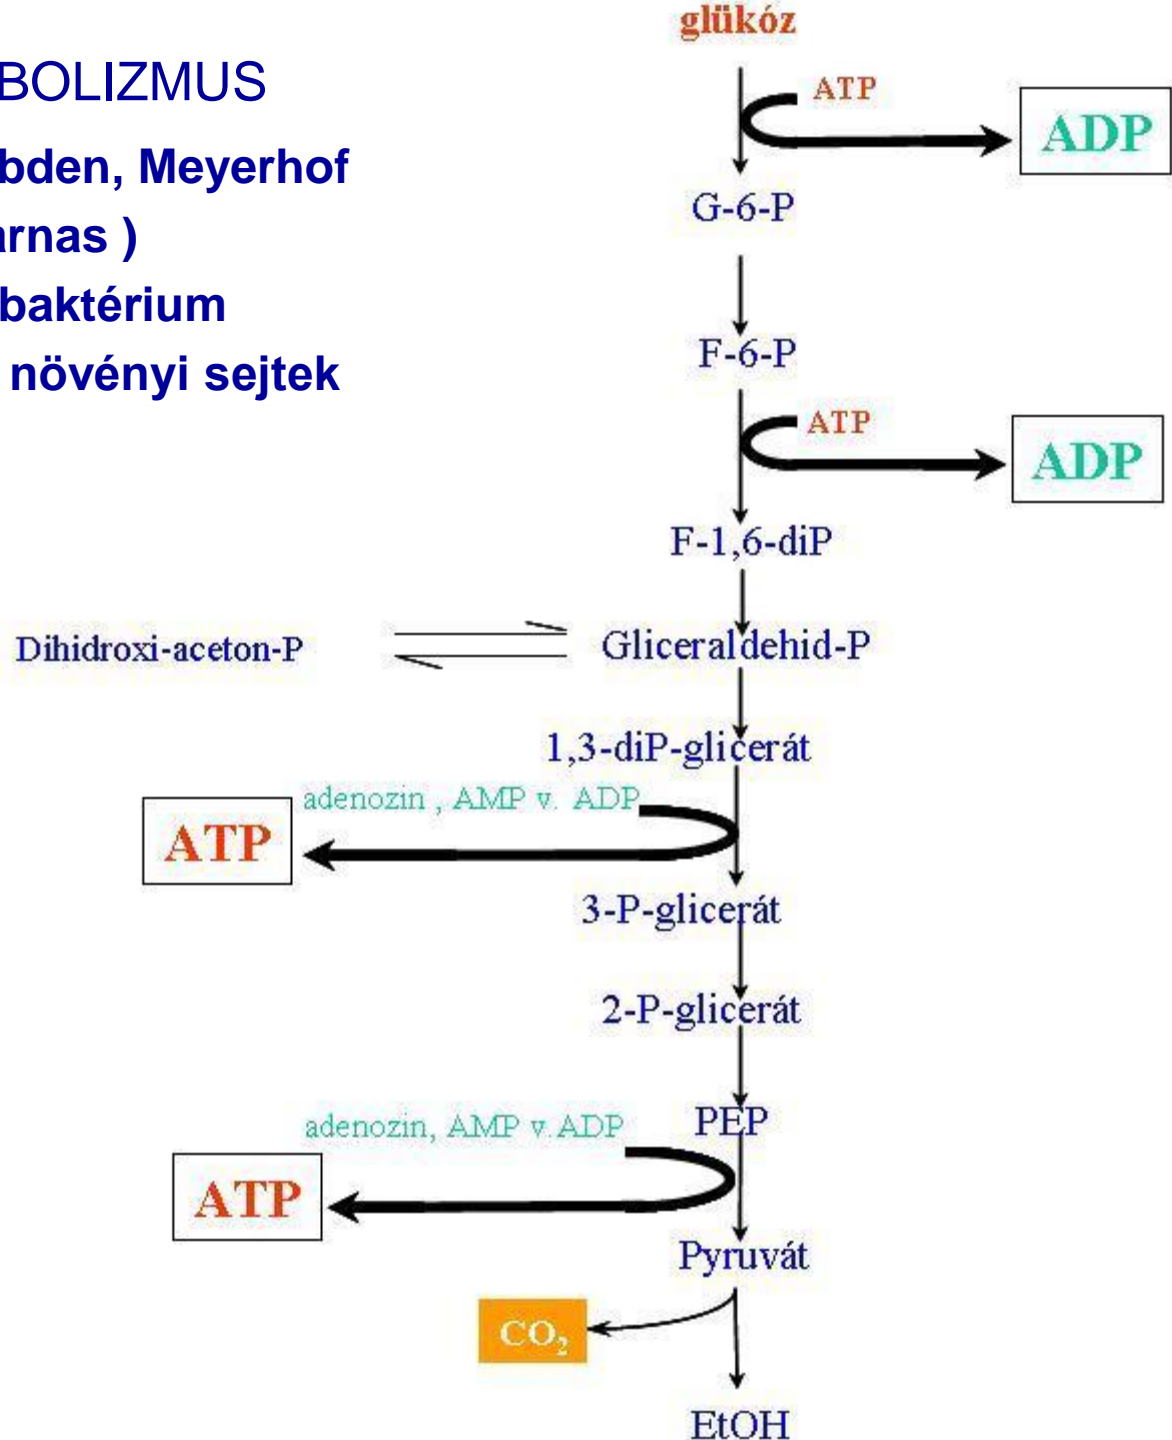 BOLIZMUS
bden, Meyerhof
arnas )
baktérium
növényi sejtek
glükóz
ATP
ADP
G-6-P
F-6-P
ATP
ADP
F-1,6-diP
Dihidroxi-aceton-P
Gliceraldehid-P
1,3-diP-glicerát
adenozin , AMP v. ADP
ATP
3-P-glicerát
2-P-glicerát
PEP
adenozin, AMP v. ADP
ATP
Pyruvát
CO₂
EtOH